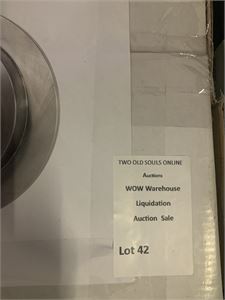 TWO OLD SOULS ONLINE
Auctions
WOW Warehouse
Liquidation
Auction Sale
Lot 42